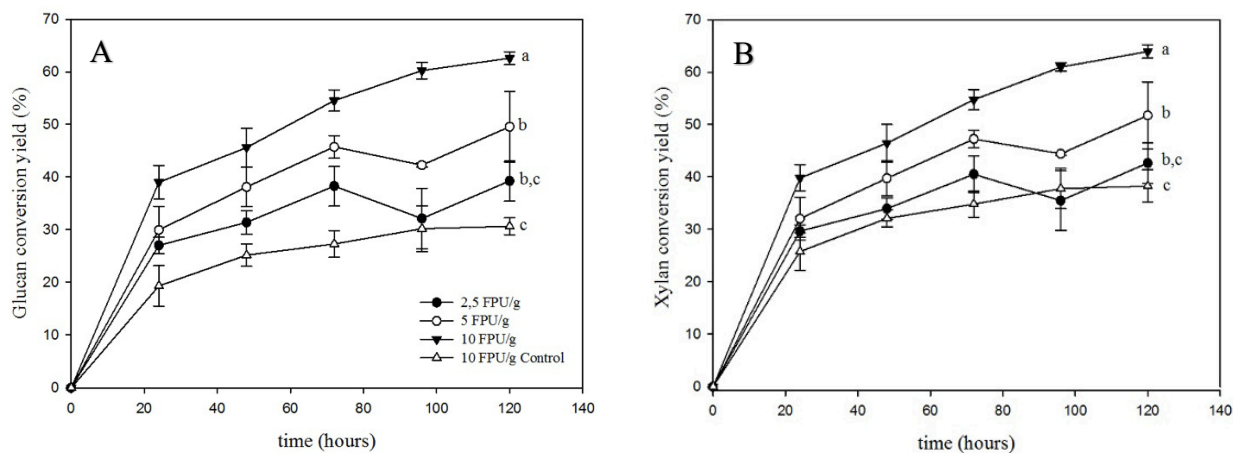 A
Glucan conversion yield (%)
70
60
50
40
30
20
10
0
a
b
b,c
c
2,5 FPU/g
5 FPU/g
10 FPU/g
10 FPU/g Control
0 20 40 60 80 100 120 140
time (hours)
B
Xylan conversion yield (%)
70
60
50
40
30
20
10
0
a
b
b,c
c
0 20 40 60 80 100 120 140
time (hours)